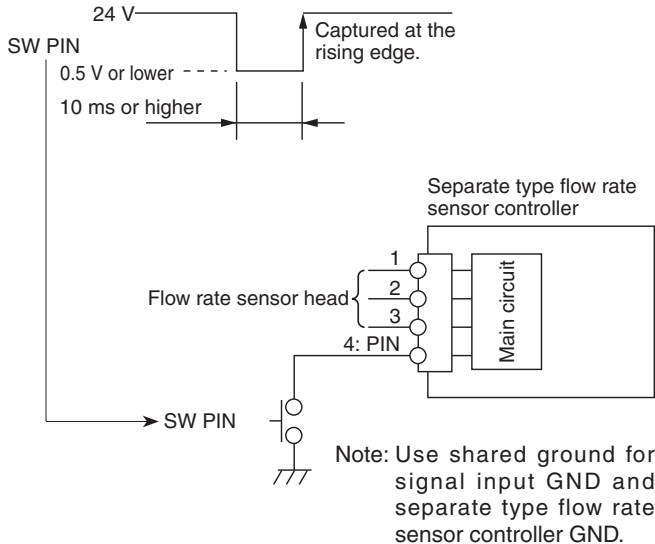 24 V
SW PIN
Captured at the
rising edge.
0.5 V or lower
10 ms or higher
Separate type flow rate
sensor controller
1
2
3
Flow rate sensor head
4: PIN
Main circuit
SW PIN
Note: Use shared ground for
signal input GND and
separate type flow rate
sensor controller GND.